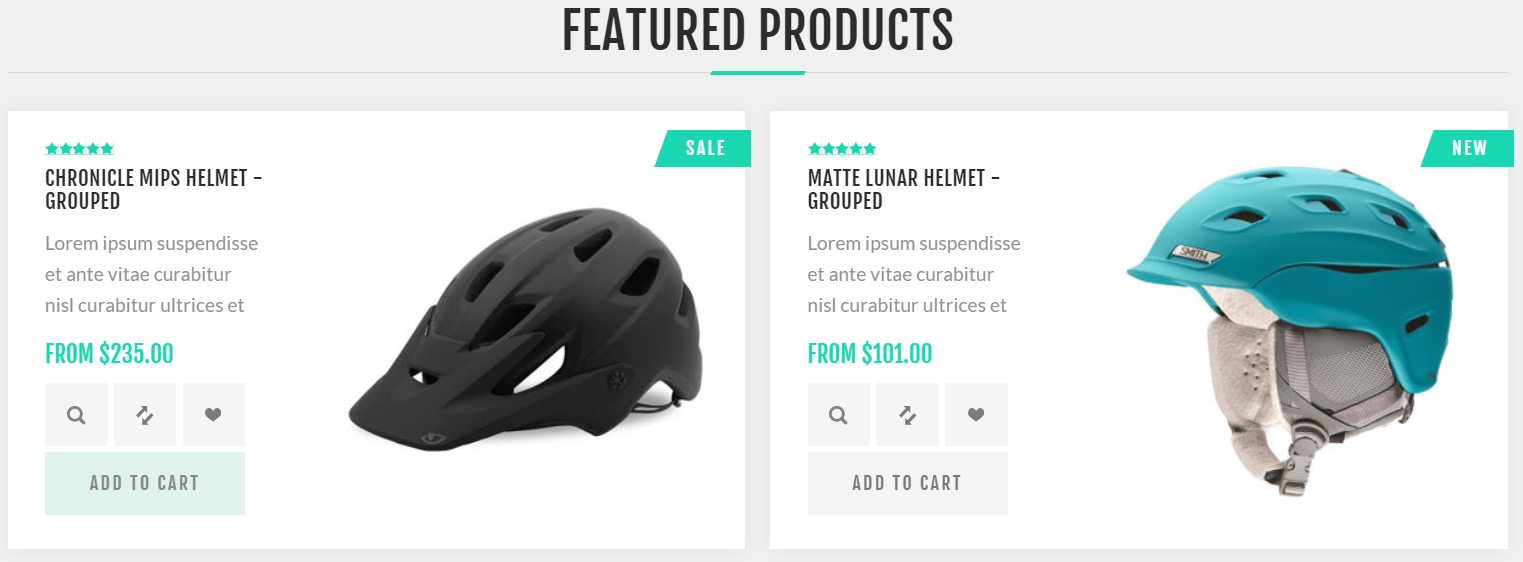 FEATURED PRODUCTS
SALE
CHRONICLE MIPS HELMET -
GROUPED
Lorem ipsum suspendisse
et ante vitae curabitur
nisl curabitur ultrices et
FROM $235.00
ADD TO CART
NEW
MATTE LUNAR HELMET -
GROUPED
Lorem ipsum suspendisse
et ante vitae curabitur
nisl curabitur ultrices et
FROM $101.00
ADD TO CART
SMITH